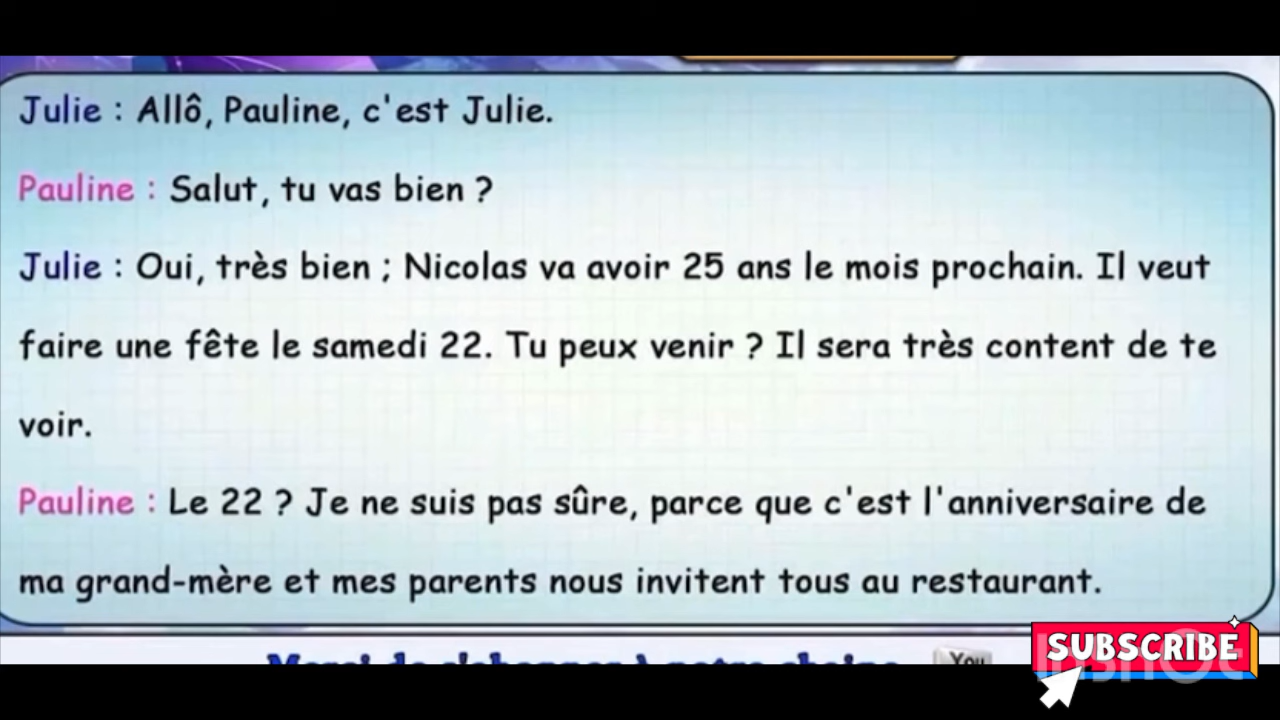 Julie : Allô, Pauline, c'est Julie.
Pauline : Salut, tu vas bien ?
Julie : Oui, très bien ; Nicolas va avoir 25 ans le mois prochain. Il veut
faire une fête le samedi 22. Tu peux venir ? Il sera très content de te
voir.
Pauline : Le 22 ? Je ne suis pas sûre, parce que c'est l'anniversaire de
ma grand-mère et mes parents nous invitent tous au restaurant.
You
SUBSCRIBE